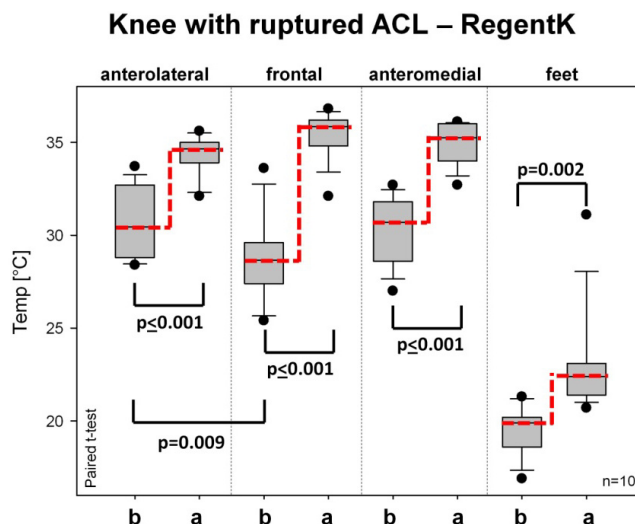 Knee with ruptured ACL – RegentK
anterolateral frontal anteromedial feet
Temp [°C]
35
30
25
20
p≤0.001
p≤0.001
p≤0.001
p=0.002
p=0.009
Paired t-test
n=10
b a b a b a b a